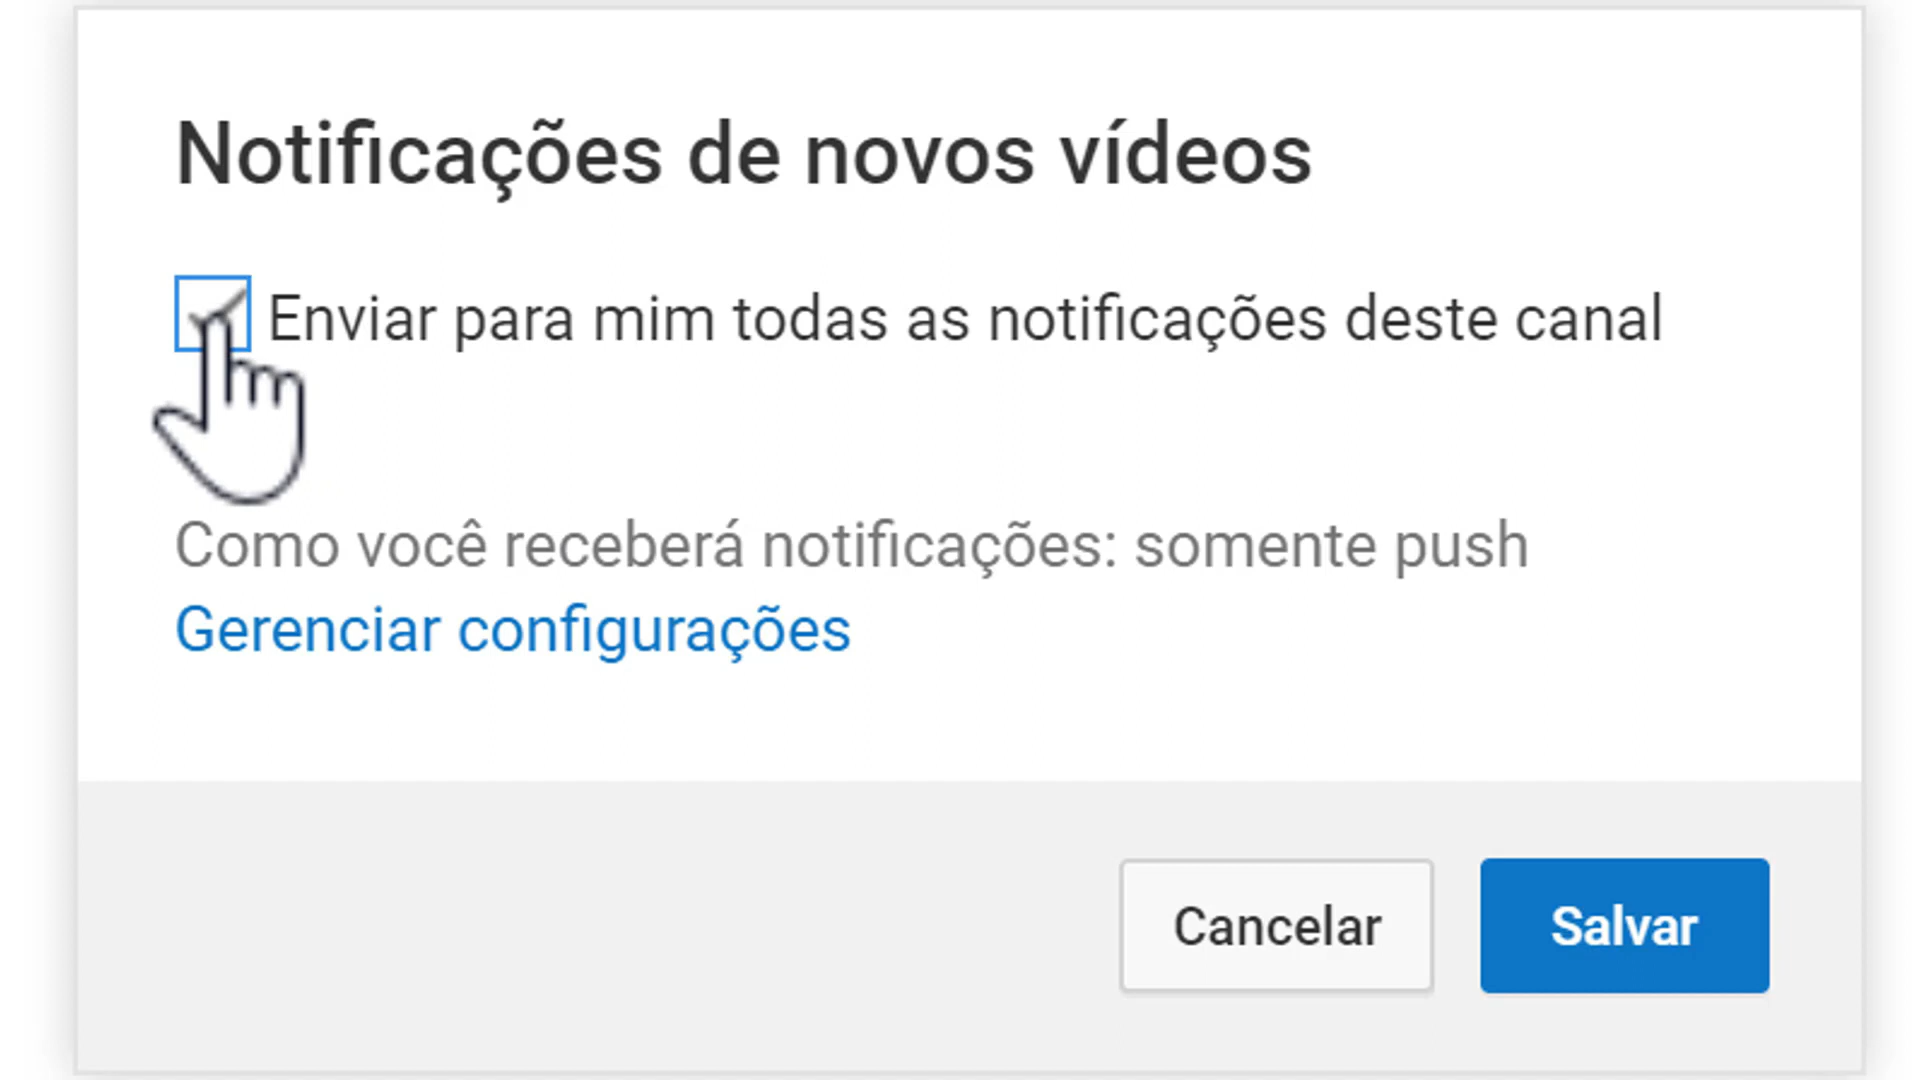 Notificações de novos vídeos
Enviar para mim todas as notificações deste canal
Como você receberá notificações: somente push
Gerenciar configurações
Cancelar
Salvar